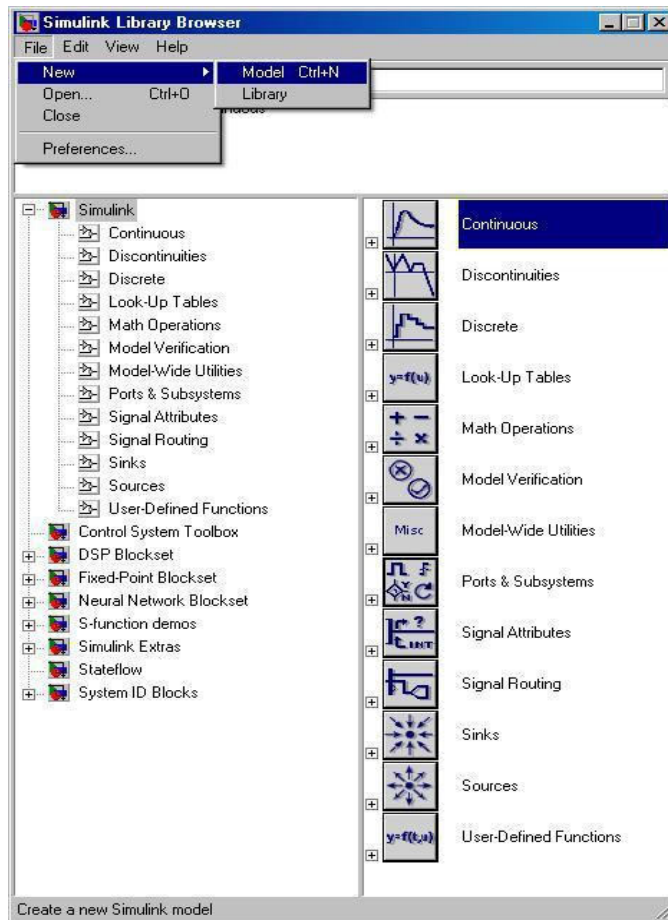 Simulink Library Browser
File Edit View Help
New
Open... Ctrl+O
Close
Preferences...
Model Ctrl+N
Library
Simulink
Continuous
Discontinuities
Discrete
Look-Up Tables
Math Operations
Model Verification
Model-Wide Utilities
Ports & Subsystems
Signal Attributes
Signal Routing
Sinks
Sources
User-Defined Functions
Control System Toolbox
DSP Blockset
Fixed-Point Blockset
Neural Network Blockset
S-function demos
Simulink Extras
Stateflow
System ID Blocks
Continuous
Discontinuities
Discrete
y=f(u) Look-Up Tables
Math Operations
Model Verification
Misc Model-Wide Utilities
Y N Ports & Subsystems
? INT Signal Attributes
Signal Routing
Sinks
Sources
y=f(t,u) User-Defined Functions
Create a new Simulink model